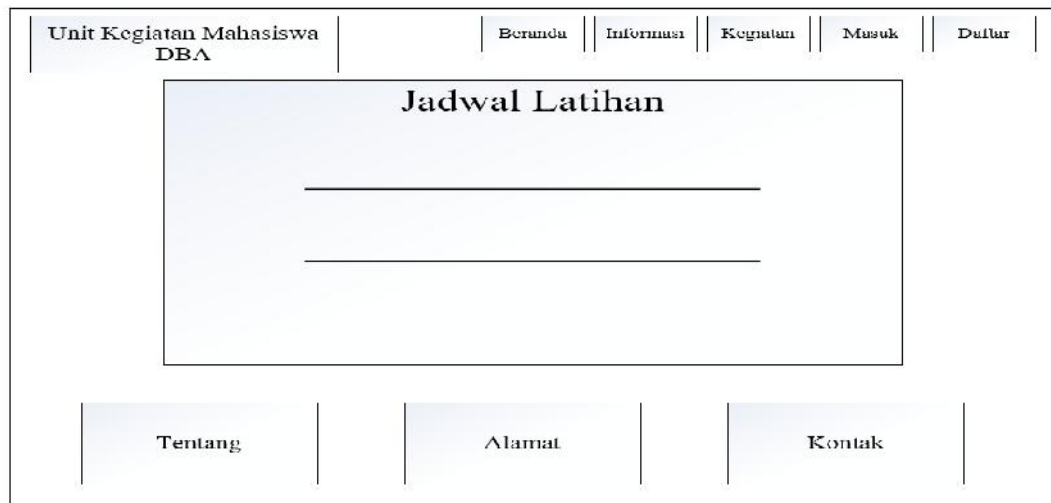 Unit Kegiatan Mahasiswa
DBA
Beranda
Informasi
Kegiatan
Masuk
Daftar
Jadwal Latihan
Tentang
Alamat
Kontak